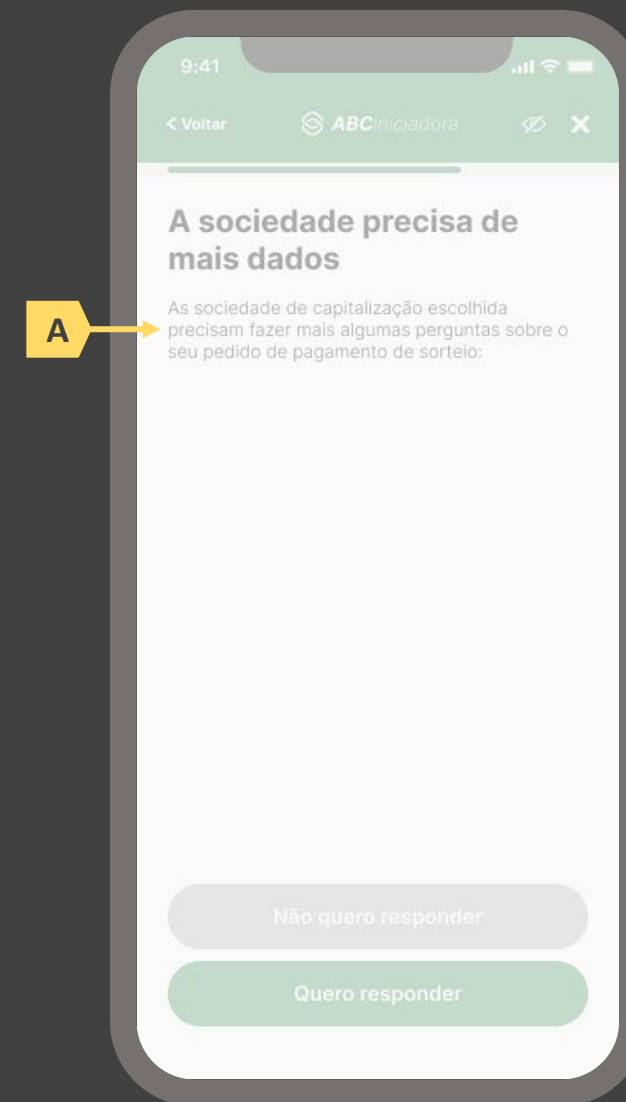 9:41
< Voltar
ABCiniciadora
A sociedade precisa de
mais dados
A
As sociedade de capitalização escolhida
precisam fazer mais algumas perguntas sobre o
seu pedido de pagamento de sorteio:
Não quero responder
Quero responder